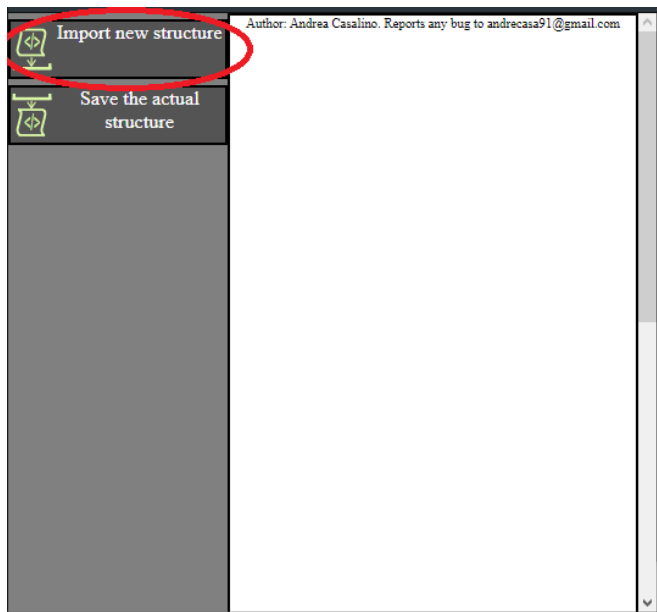 Import new structure
Save the actual
structure
Author: Andrea Casalino. Reports any bug to andrecasa91@gmail.com